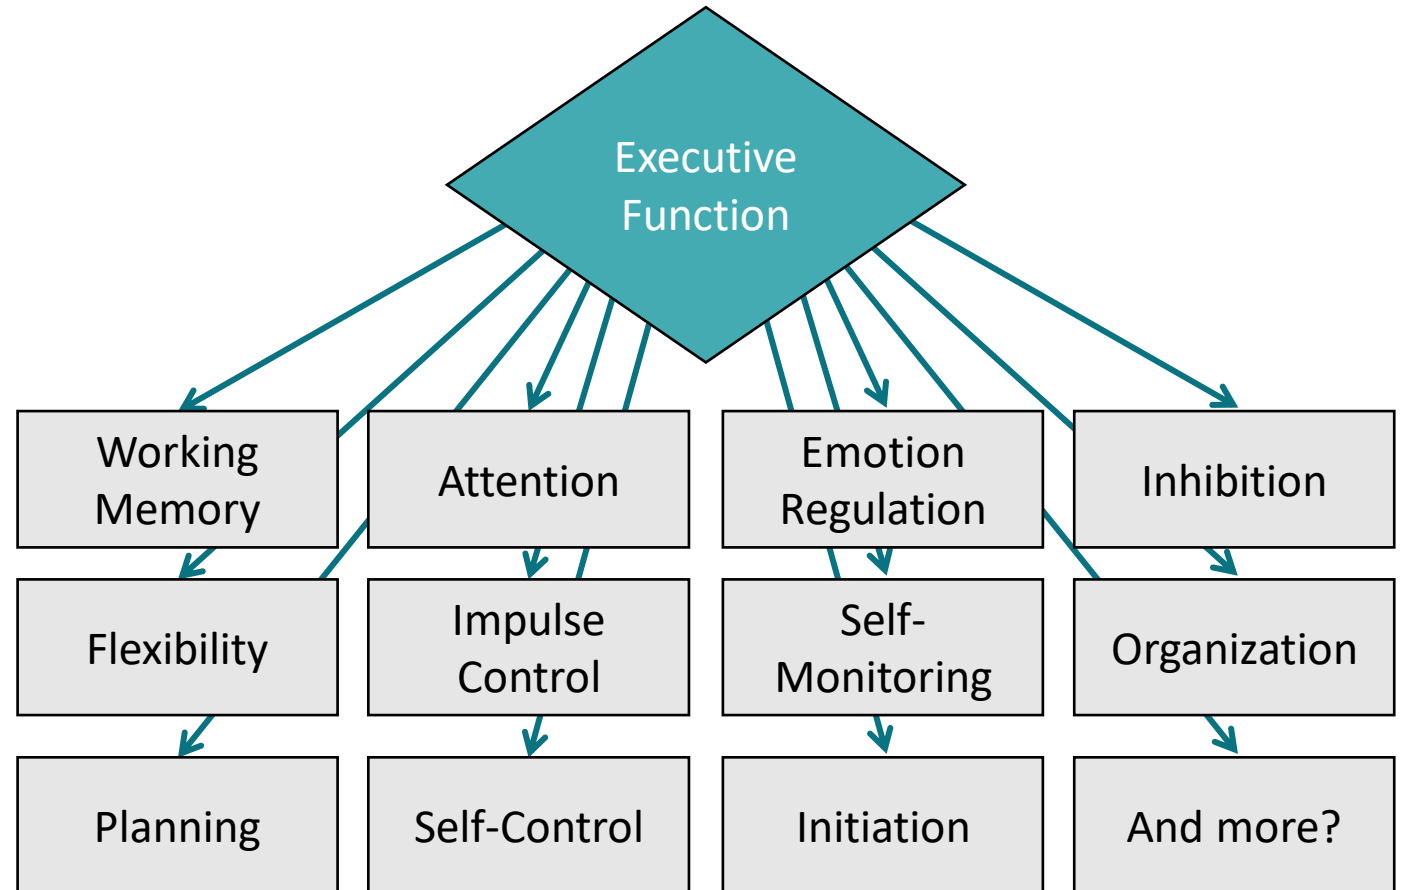 Executive
Function
Working
Memory
Attention
Emotion
Regulation
Inhibition
Flexibility
Impulse
Control
Self-
Monitoring
Organization
Planning
Self-Control
Initiation
And more?